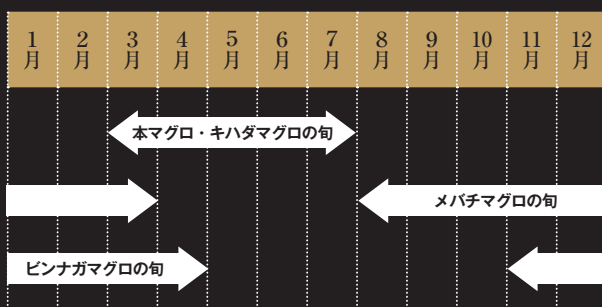 1月 2月 3月 4月 5月 6月 7月 8月 9月 10月 11月 12月
本マグロ・キハダマグロの旬
メバチマグロの旬
ビンナガマグロの旬